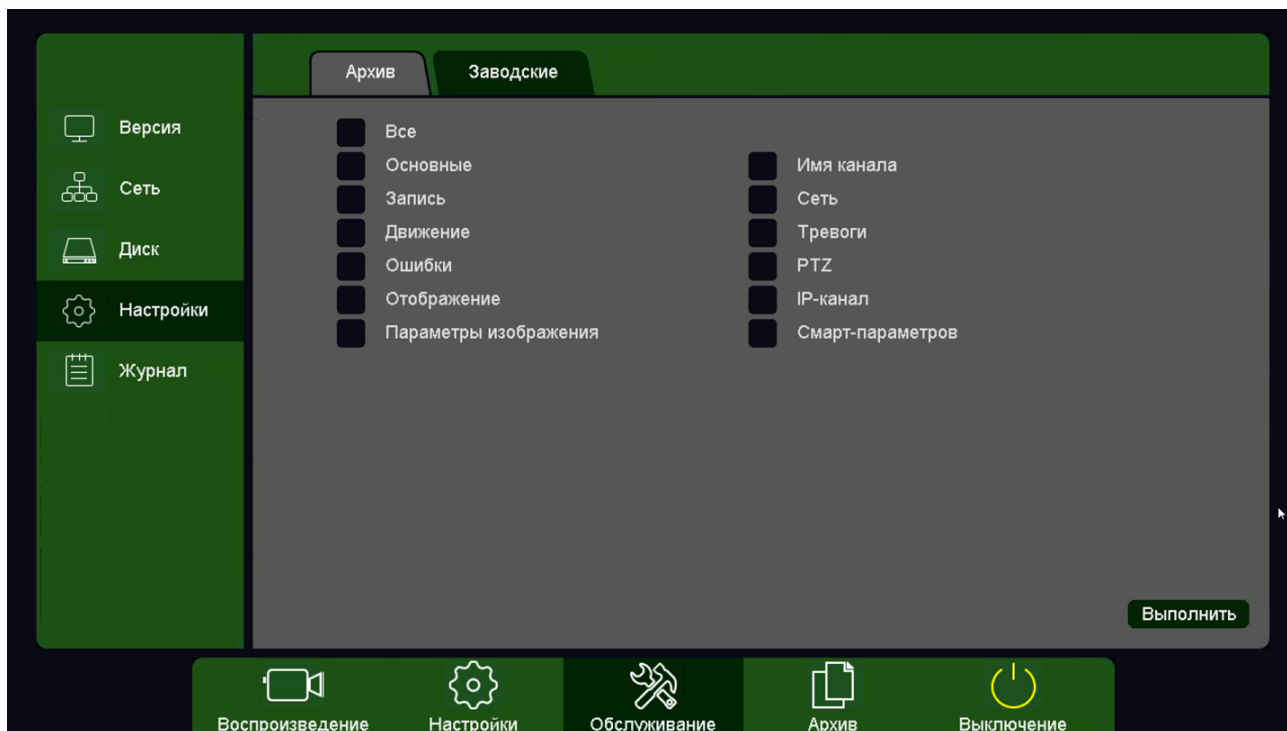 Архив
Заводские
Версия
Сеть
Диск
Настройки
Журнал
Все
Основные
Имя канала
Запись
Сеть
Движение
Тревоги
Ошибки
PTZ
Отображение
IP-канал
Параметры изображения
Смарт-параметров
Выполнить
Воспроизведение
Настройки
Обслуживание
Архив
Выключение